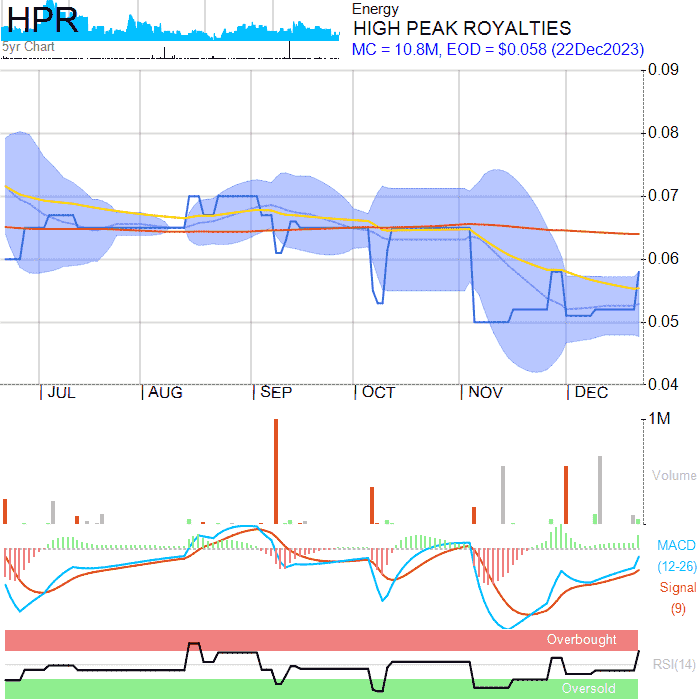 HPR
5yr Chart
Energy
HIGH PEAK ROYALTIES
MC = 10.8M, EOD = $0.058 (22Dec2023)
0.09
0.08
0.07
0.06
0.05
0.04
JUL AUG SEP OCT NOV DEC
1M
Volume
MACD
(12-26)
Signal
(9)
Overbought
RSI(14)
Oversold